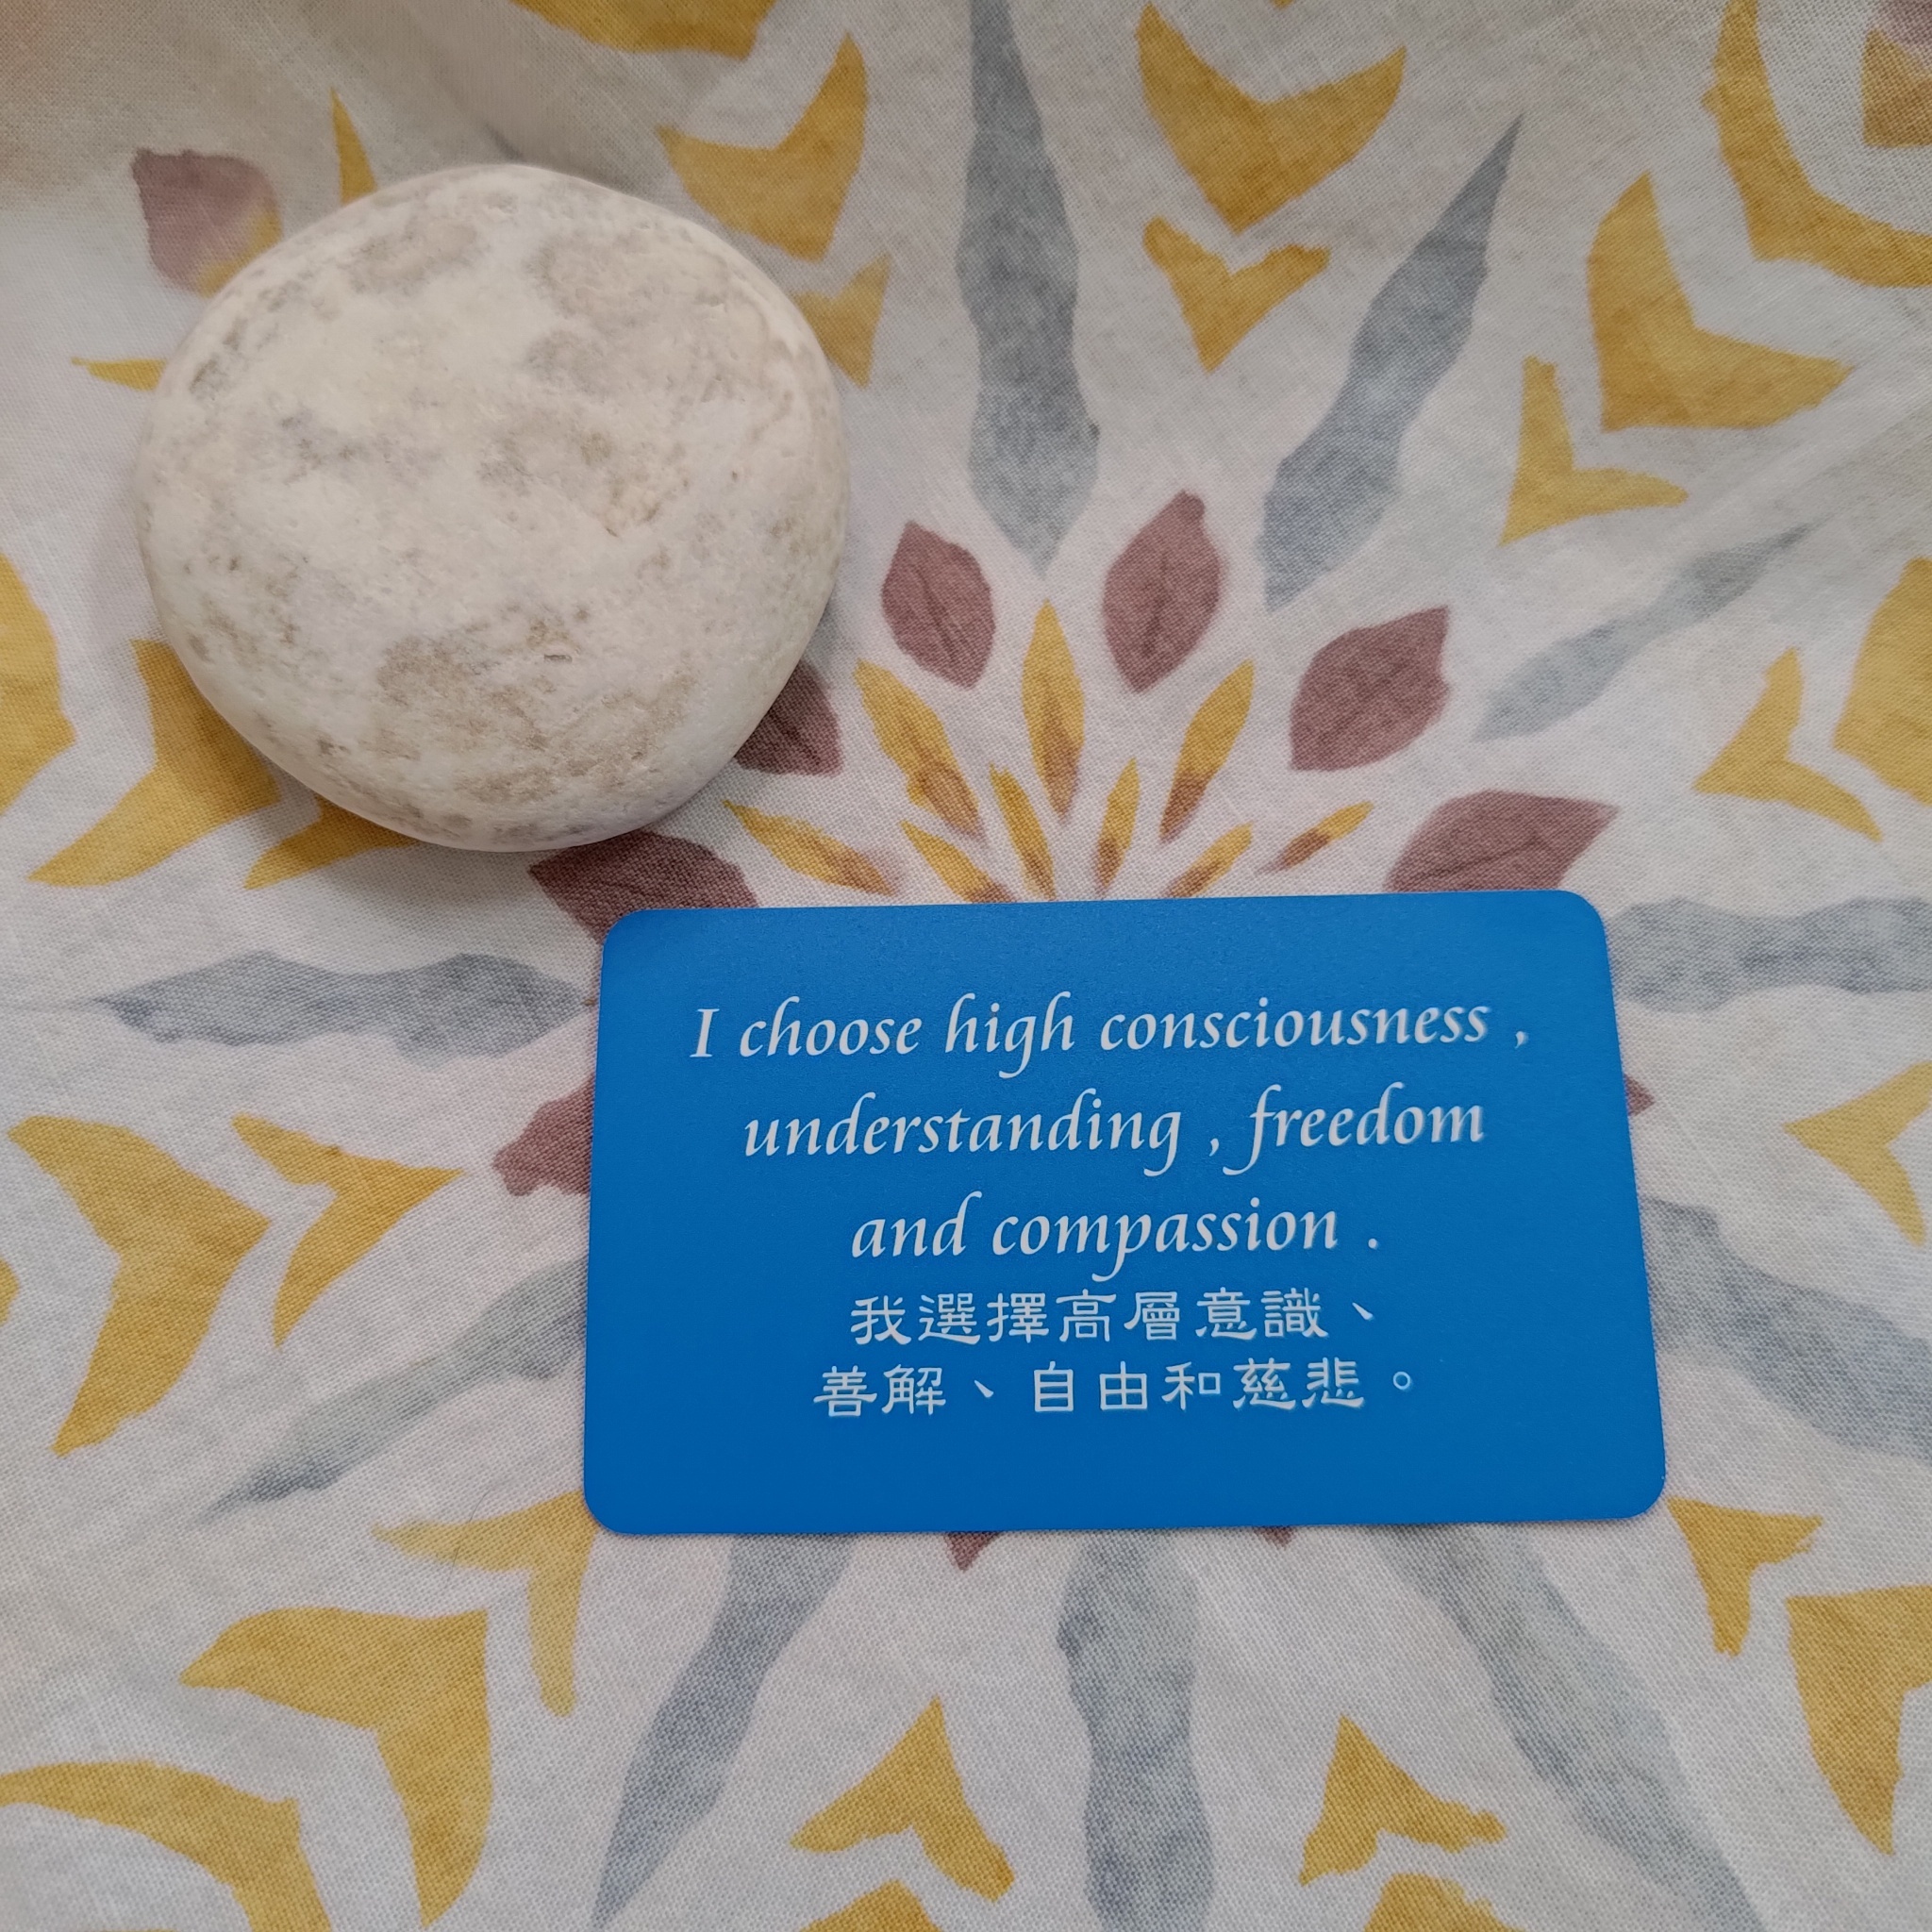 I choose high consciousness ,
understanding , freedom
and compassion .
我選擇高層意識、
善解、自由和慈悲。